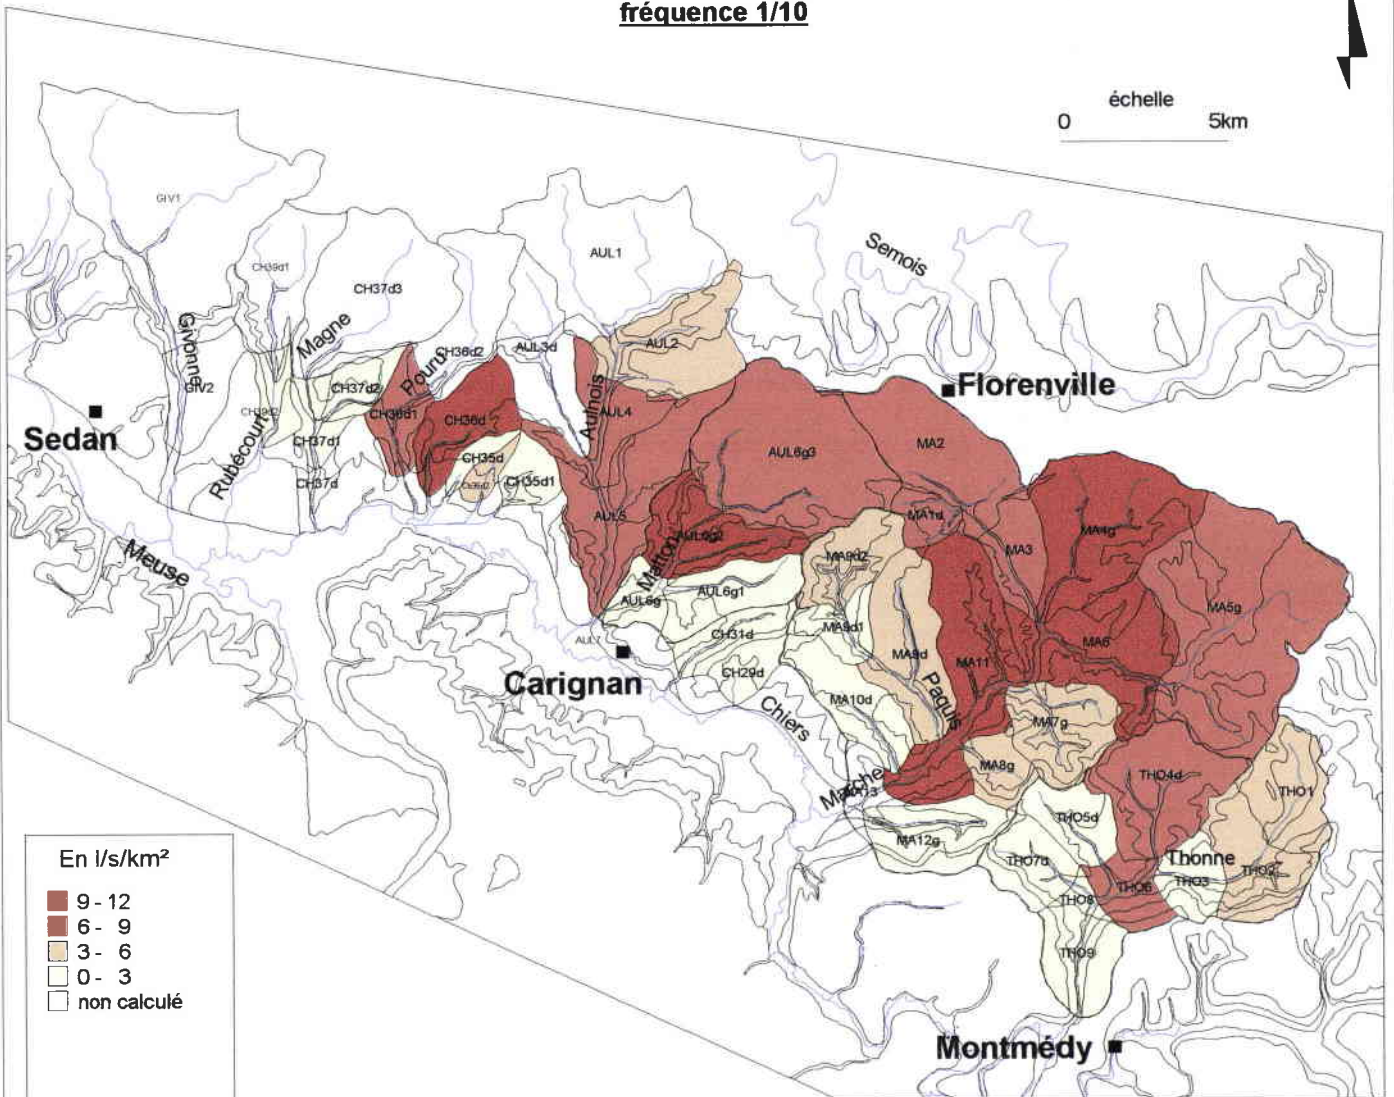 fréquence 1/10
échelle
0 5km
GIV1
AUL1
Semois
CH39d1
CH37d3
Givonne
Magne
CH36d2
AUL3d
AUL2
Pouru
GIV2
CH37d2
Florenville
CH39d2
CH36d1
CH36d
Aulnois
AUL4
Sedan
Rubécourt
CH37d1
MA2
AUL6g3
CH35d
CH37d
CH35d1
AUL5
MA1d
MA4g
AUL6g2
MA3
Meuse
Matton
MA9d2
AUL6g
AUL6g1
MA5g
AUL7
CH31d
MA9d1
MA6
MA9d
MA11
Carignan
CH29d
Paquis
MA10d
Chiers
MA7g
MA8g
THO4d
Marche
THO1
THO5d
MA12g
THO7d
Thonne
THO2
THO3
THO6
THO8
THO9
Montmédy
En l/s/km²
9 - 12
6 - 9
3 - 6
0 - 3
non calculé